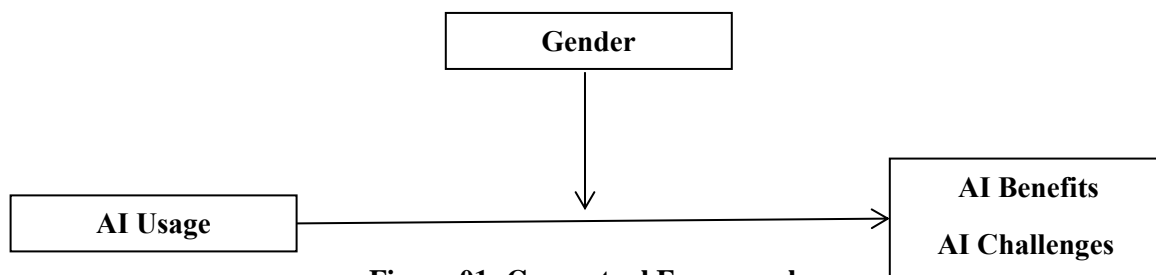 Gender
AI Usage
AI Benefits
AI Challenges
Figure 01: Conceptual Framework